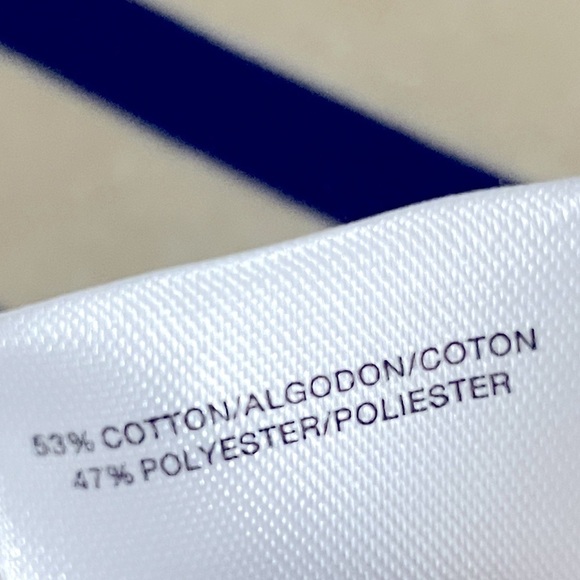 53% COTTON/ALGODON/COTON
47% POLYESTER/POLIESTER